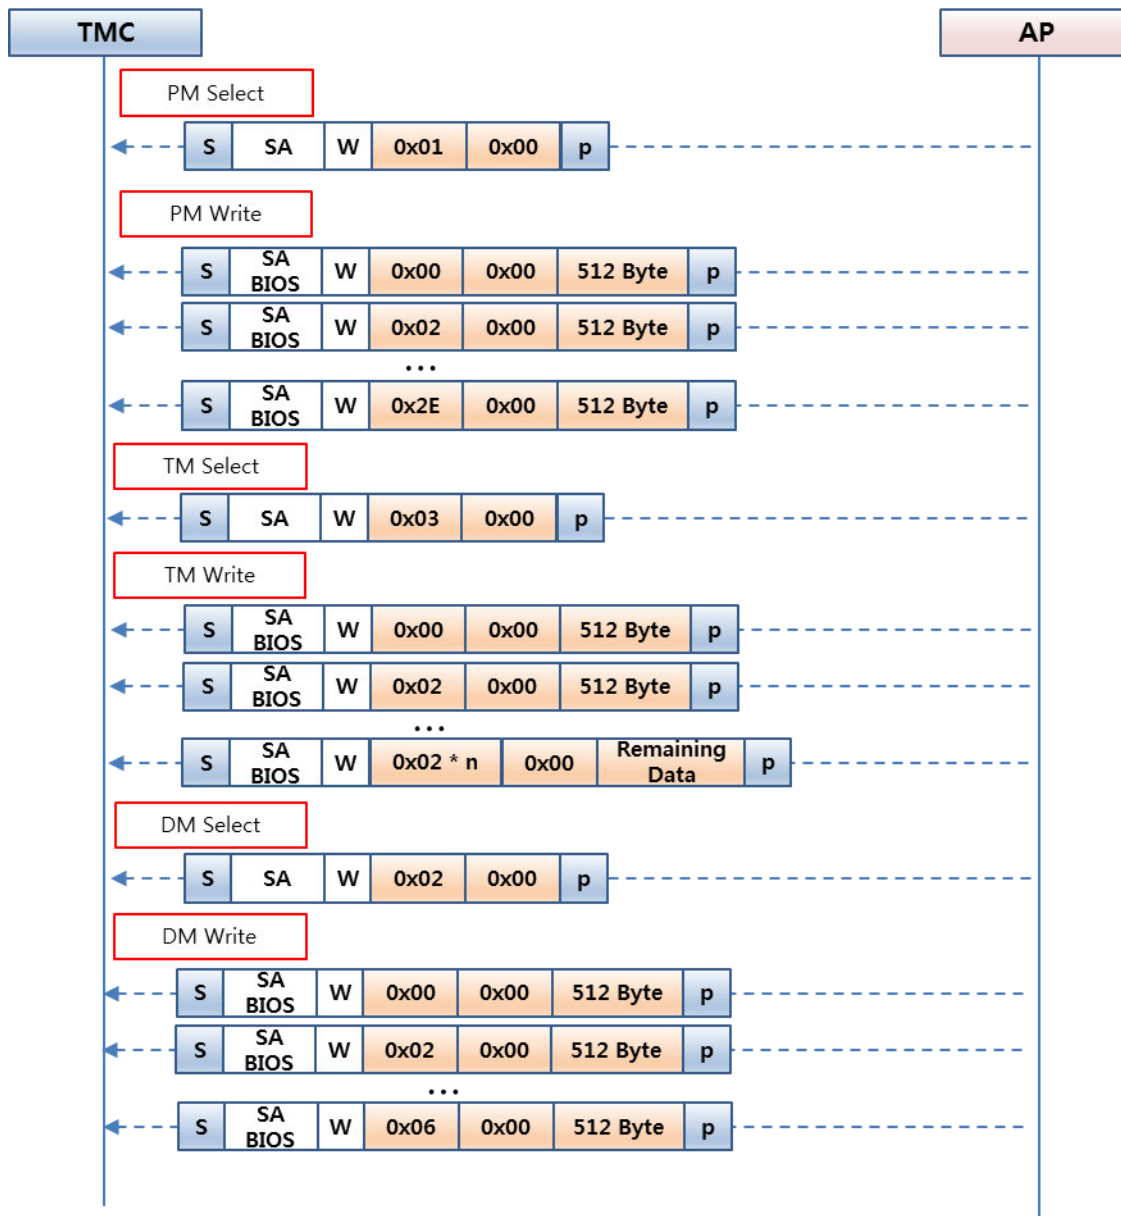 TMC AP
PM Select
S SA W 0x01 0x00 p
PM Write
S SA BIOS W 0x00 0x00 512 Byte p
S SA BIOS W 0x02 0x00 512 Byte p
...
S SA BIOS W 0x2E 0x00 512 Byte p
TM Select
S SA W 0x03 0x00 p
TM Write
S SA BIOS W 0x00 0x00 512 Byte p
S SA BIOS W 0x02 0x00 512 Byte p
...
S SA BIOS W 0x02 * n 0x00 Remaining Data p
DM Select
S SA W 0x02 0x00 p
DM Write
S SA BIOS W 0x00 0x00 512 Byte p
S SA BIOS W 0x02 0x00 512 Byte p
...
S SA BIOS W 0x06 0x00 512 Byte p